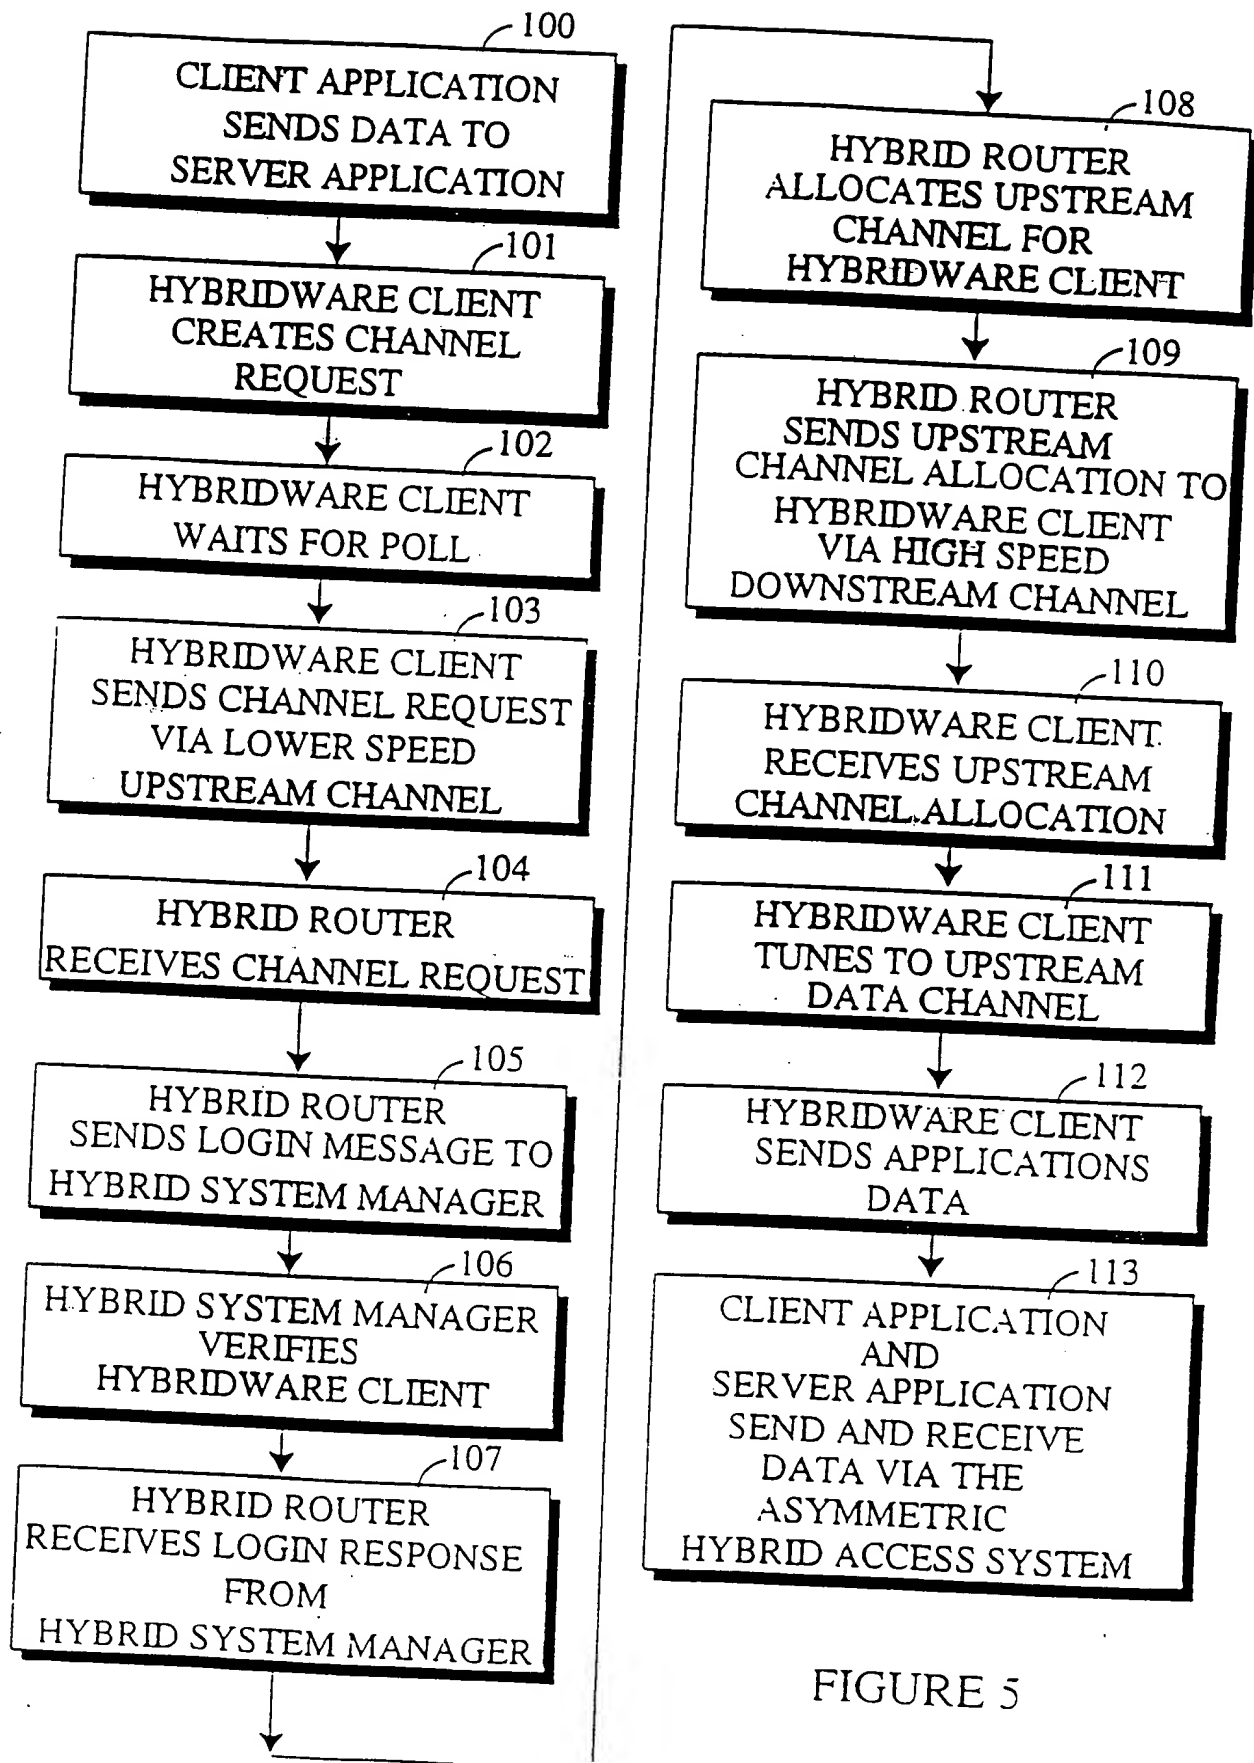 100
CLIENT APPLICATION
SENDS DATA TO
SERVER APPLICATION
101
HYBRIDWARE CLIENT
CREATES CHANNEL
REQUEST
102
HYBRIDWARE CLIENT
WAITS FOR POLL
103
HYBRIDWARE CLIENT
SENDS CHANNEL REQUEST
VIA LOWER SPEED
UPSTREAM CHANNEL
104
HYBRID ROUTER
RECEIVES CHANNEL REQUEST
105
HYBRID ROUTER
SENDS LOGIN MESSAGE TO
HYBRID SYSTEM MANAGER
106
HYBRID SYSTEM MANAGER
VERIFIES
HYBRIDWARE CLIENT
107
HYBRID ROUTER
RECEIVES LOGIN RESPONSE
FROM
HYBRID SYSTEM MANAGER
108
HYBRID ROUTER
ALLOCATES UPSTREAM
CHANNEL FOR
HYBRIDWARE CLIENT
109
HYBRID ROUTER
SENDS UPSTREAM
CHANNEL ALLOCATION TO
HYBRIDWARE CLIENT
VIA HIGH SPEED
DOWNSTREAM CHANNEL
110
HYBRIDWARE CLIENT
RECEIVES UPSTREAM
CHANNEL ALLOCATION
111
HYBRIDWARE CLIENT
TUNES TO UPSTREAM
DATA CHANNEL
112
HYBRIDWARE CLIENT
SENDS APPLICATIONS
DATA
113
CLIENT APPLICATION
AND
SERVER APPLICATION
SEND AND RECEIVE
DATA VIA THE
ASYMMETRIC
HYBRID ACCESS SYSTEM
FIGURE 5